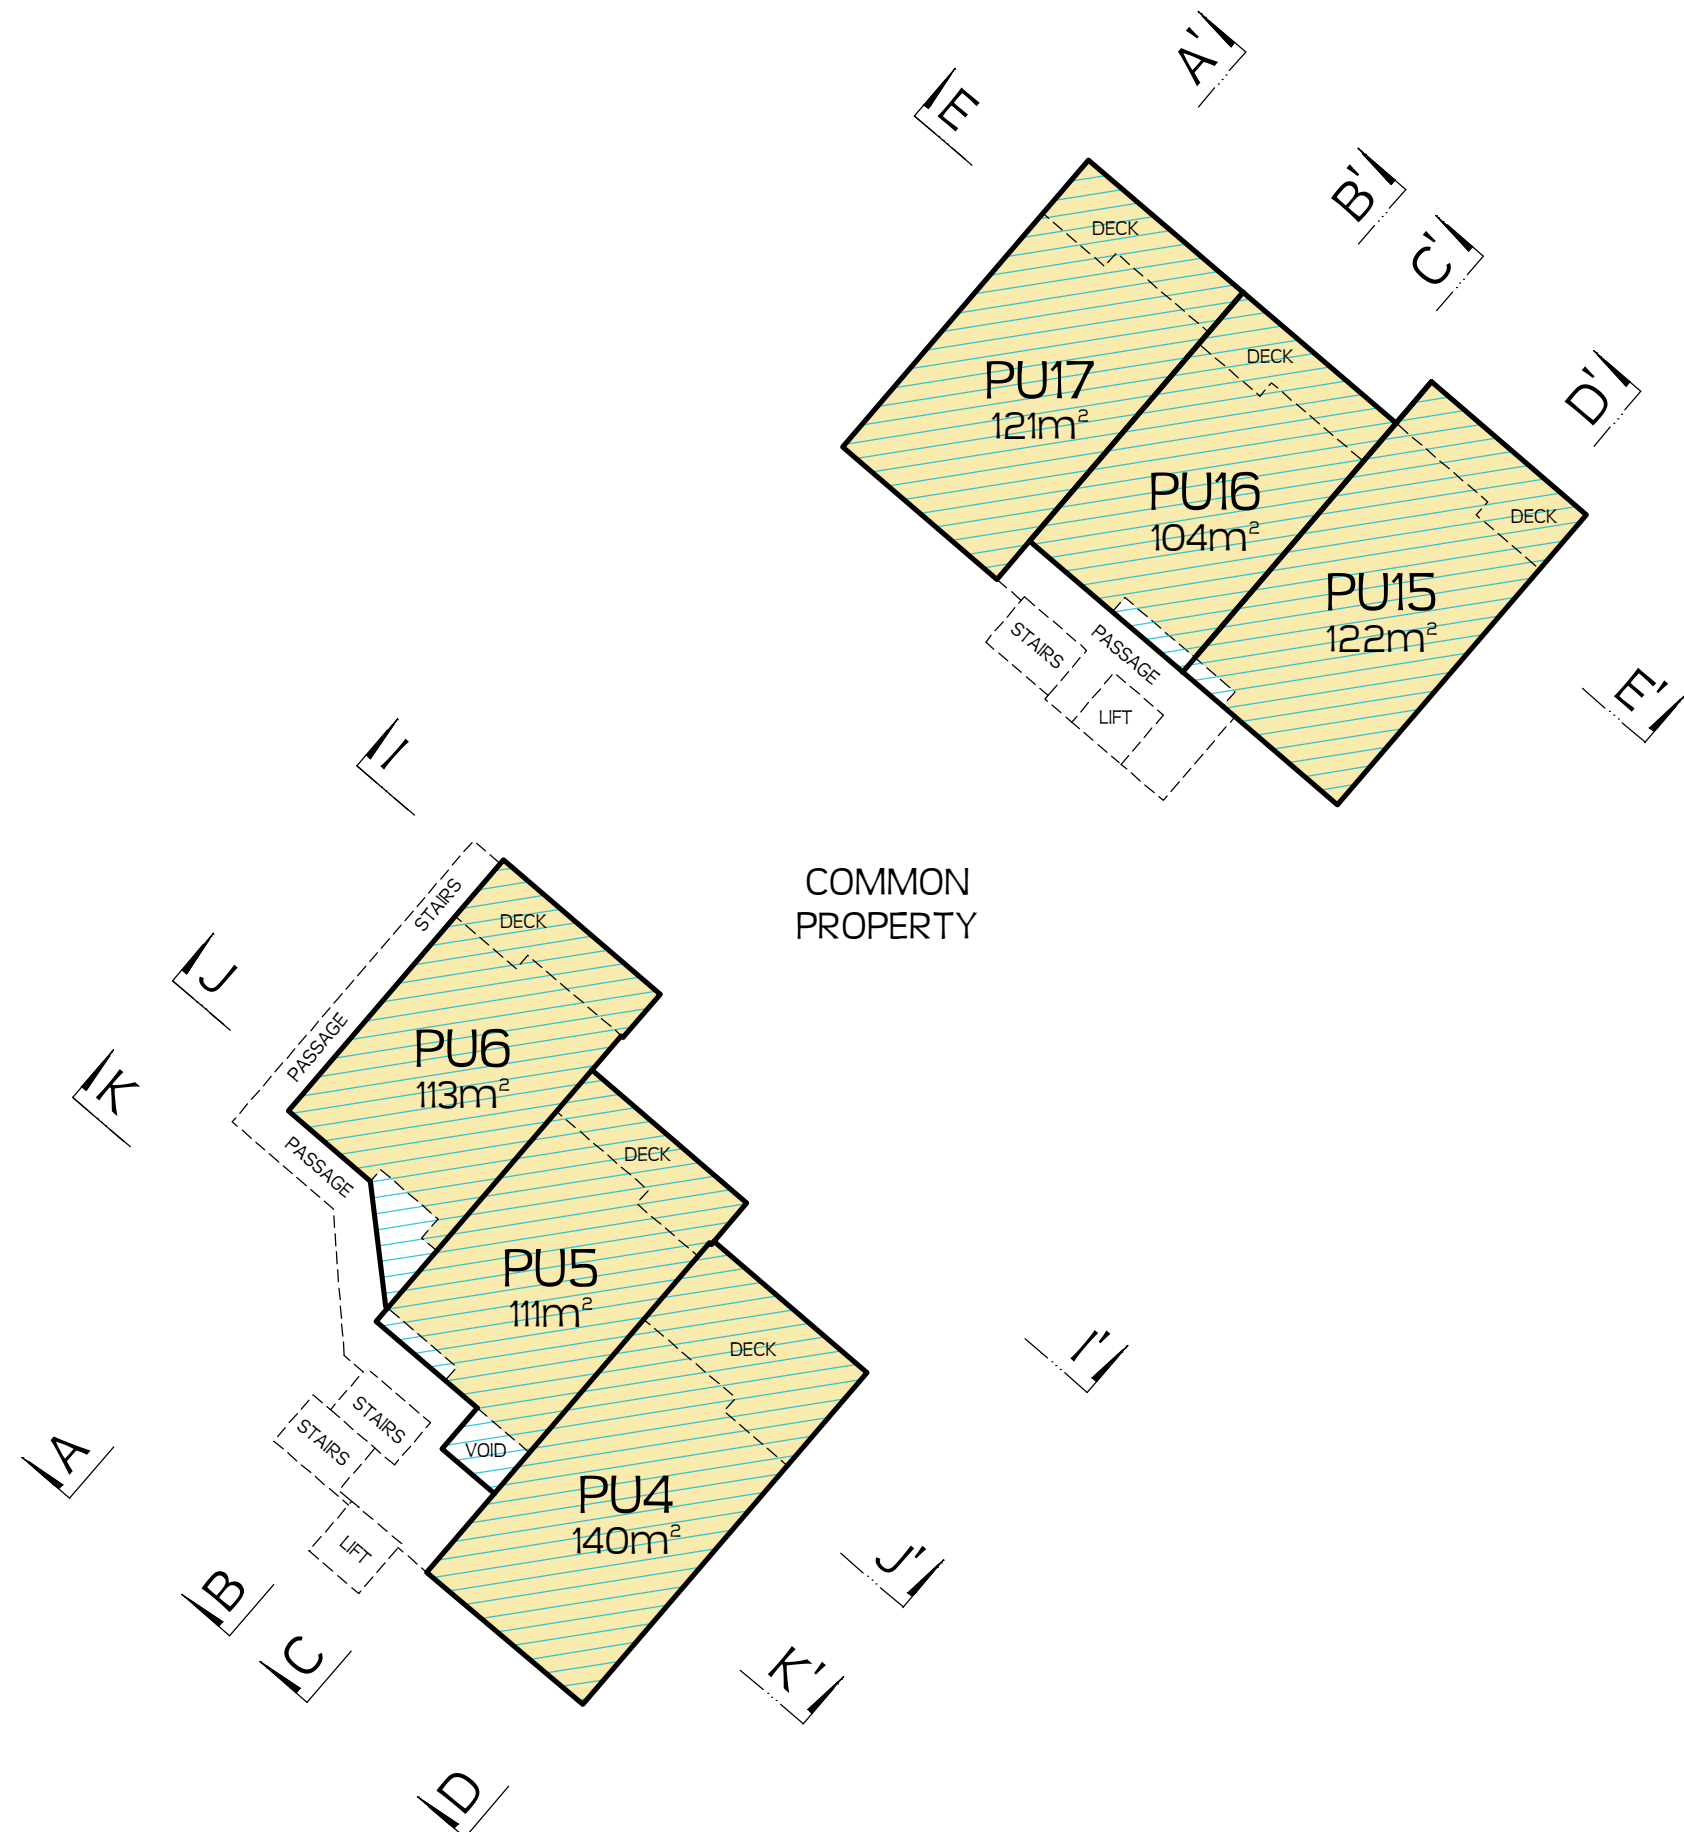 A'
E
B'
C'
DECK
DECK
D'
PU17
121m²
PU16
104m²
DECK
PU15
122m²
STAIRS
PASSAGE
LIFT
E'
I
COMMON
PROPERTY
STAIRS
DECK
J
PASSAGE
PU6
113m²
K
PASSAGE
DECK
PU5
111m²
DECK
I'
STAIRS
STAIRS
VOID
A
PU4
140m²
LIFT
J'
B
C
K'
D